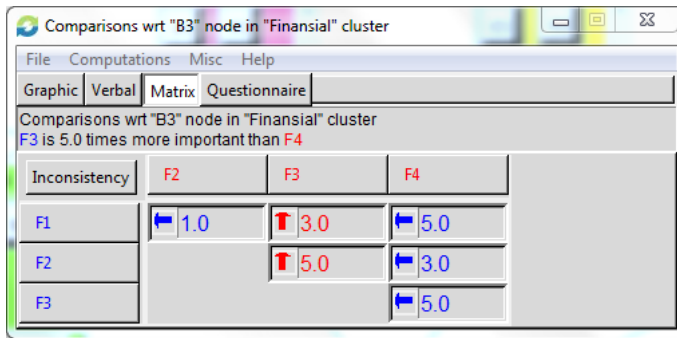 Comparisons wrt "B3" node in "Finansial" cluster
File Computations Misc Help
Graphic Verbal Matrix Questionnaire
Comparisons wrt "B3" node in "Finansial" cluster
F3 is 5.0 times more important than F4
Inconsistency F2 F3 F4
F1 1.0 3.0 5.0
F2 5.0 3.0
F3 5.0